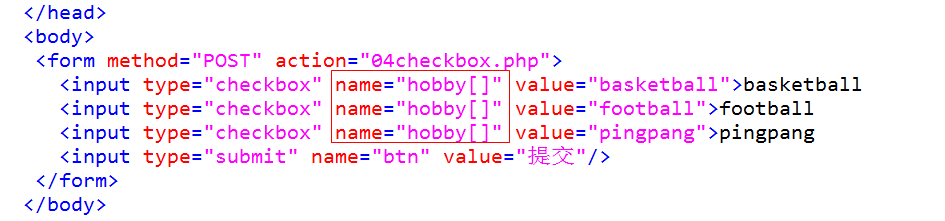 </head>
<body>
<form method="POST" action="04checkbox.php">
<input type="checkbox" name="hobby[]" value="basketball">basketball
<input type="checkbox" name="hobby[]" value="football">football
<input type="checkbox" name="hobby[]" value="pingpang">pingpang
<input type="submit" name="btn" value="提交"/>
</form>
</body>